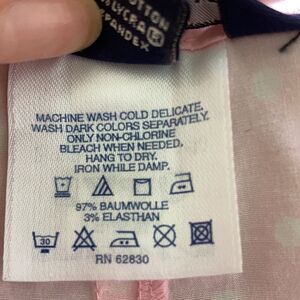 COTTON
LYCRA®
SPANDEX
MACHINE WASH COLD DELICATE.
WASH DARK COLORS SEPARATELY.
ONLY NON-CHLORINE
BLEACH WHEN NEEDED,
HANG TO DRY.
IRON WHILE DAMP.
97% BAUMWOLLE
3% ELASTHAN
30
RN 62830